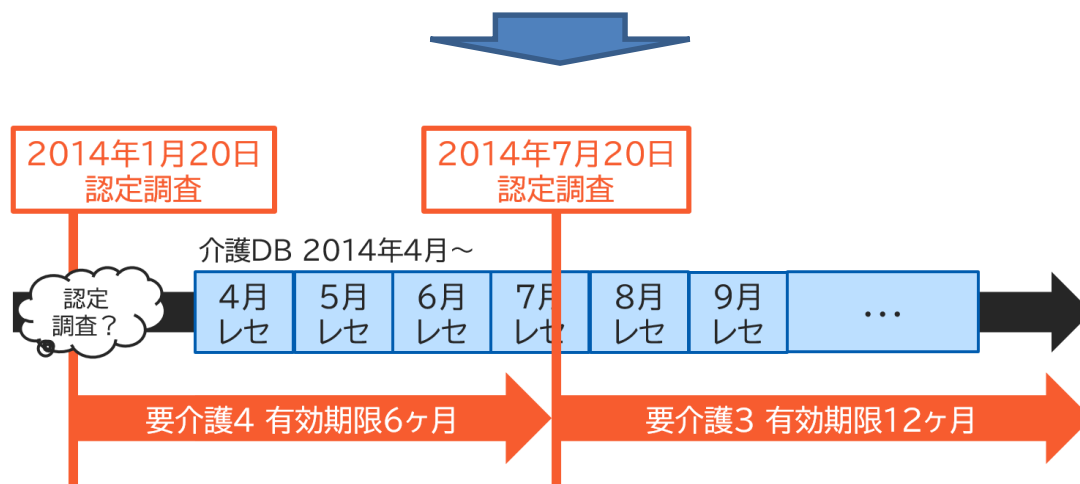 2014年1月20日
認定調査
2014年7月20日
認定調査
介護DB 2014年4月～
認定
調査？
4月
レセ
5月
レセ
6月
レセ
7月
レセ
8月
レセ
9月
レセ
…
要介護4 有効期限6ヶ月
要介護3 有効期限12ヶ月